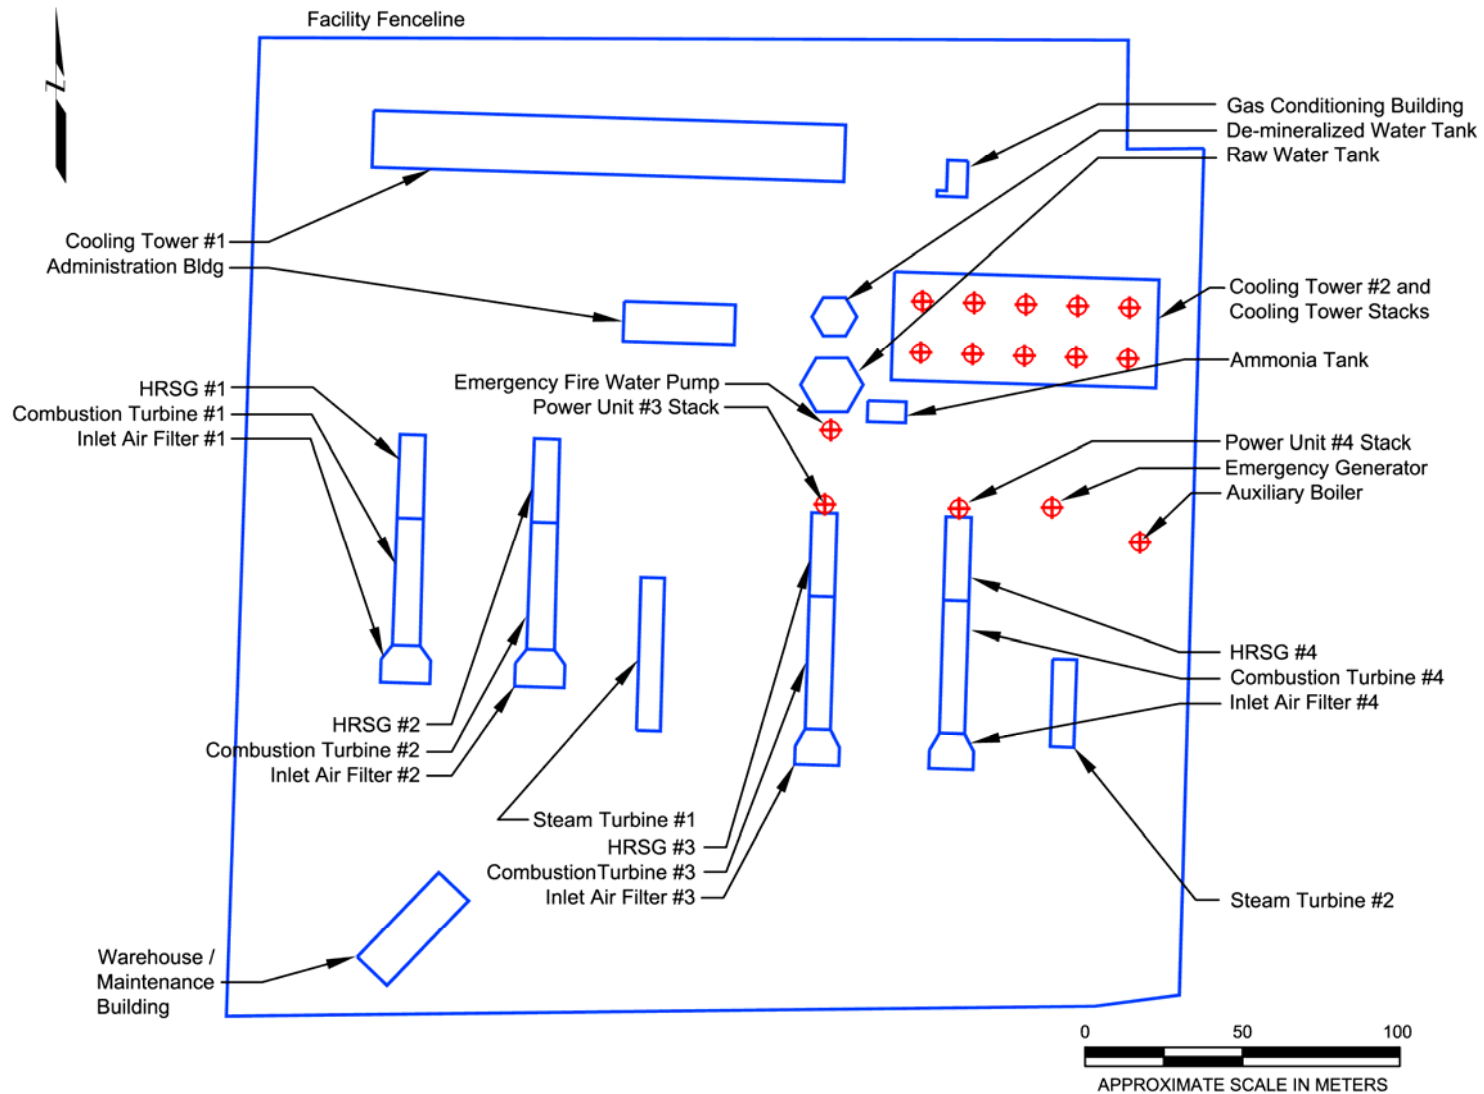 Facility Fenceline
N
Gas Conditioning Building
De-mineralized Water Tank
Raw Water Tank
Cooling Tower #1
Administration Bldg
Cooling Tower #2 and
Cooling Tower Stacks
Ammonia Tank
Emergency Fire Water Pump
Power Unit #3 Stack
HRSG #1
Combustion Turbine #1
Inlet Air Filter #1
Power Unit #4 Stack
Emergency Generator
Auxiliary Boiler
HRSG #4
Combustion Turbine #4
Inlet Air Filter #4
HRSG #2
Combustion Turbine #2
Inlet Air Filter #2
Steam Turbine #1
HRSG #3
CombustionTurbine #3
Inlet Air Filter #3
Steam Turbine #2
Warehouse /
Maintenance
Building
0 50 100
APPROXIMATE SCALE IN METERS